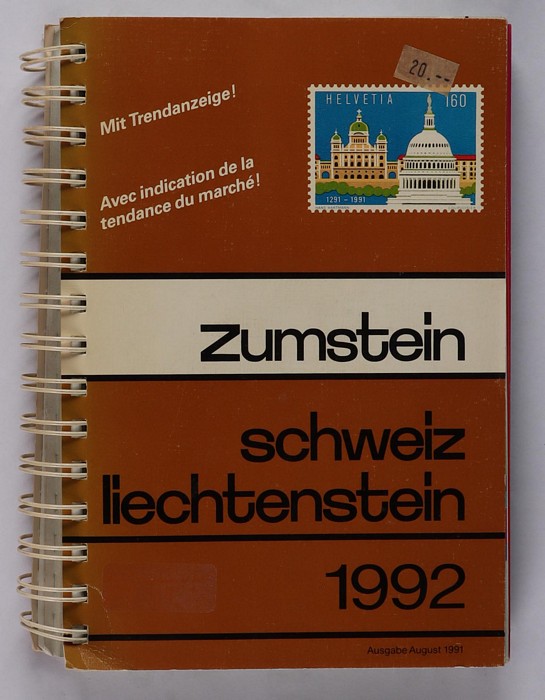 20.--
HELVETIA 160
1291 – 1991
Mit Trendanzeige!
Avec indication de la
tendance du marché!
zumstein
schweiz
liechtenstein
1992
Ausgabe August 1991